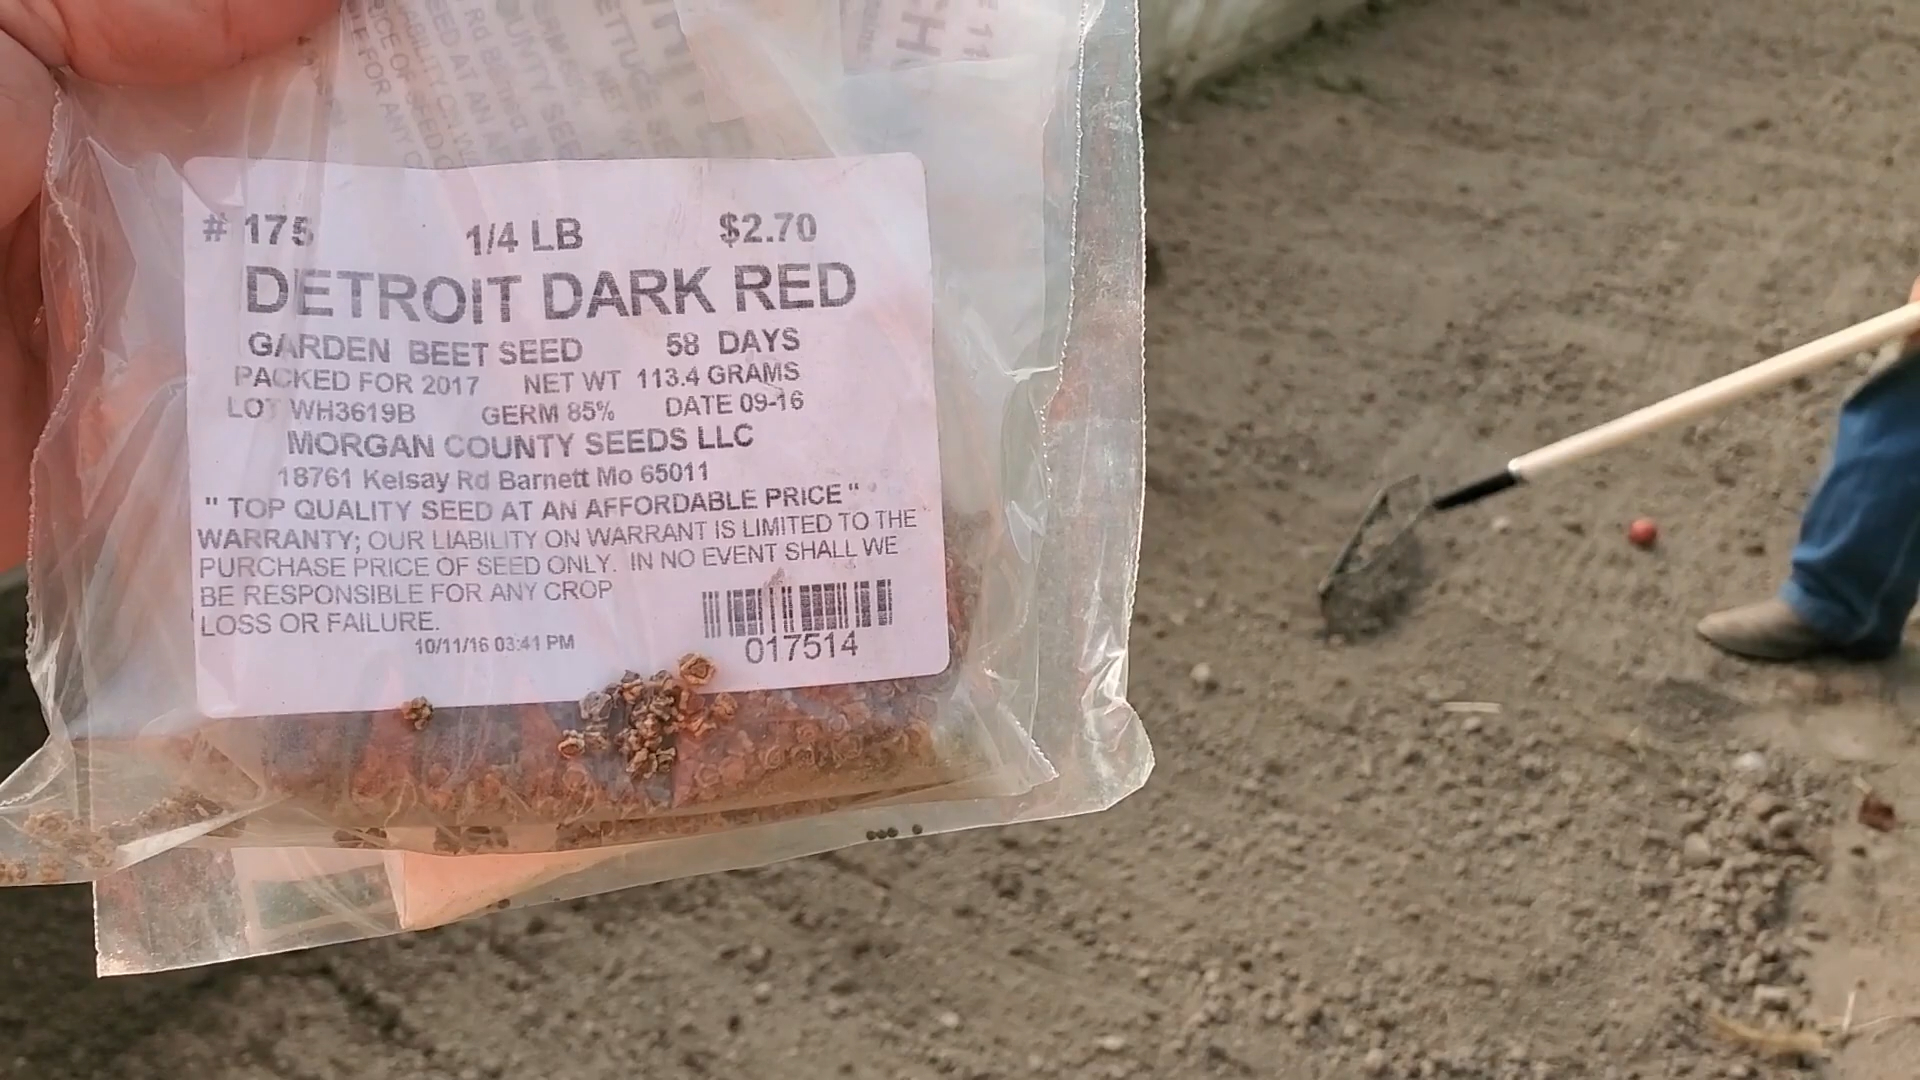 # 175 1/4 LB $2.70
DETROIT DARK RED
GARDEN BEET SEED 58 DAYS
PACKED FOR 2017 NET WT 113.4 GRAMS
LOT WH3619B GERM 85% DATE 09-16
MORGAN COUNTY SEEDS LLC
18761 Kelsay Rd Barnett Mo 65011
" TOP QUALITY SEED AT AN AFFORDABLE PRICE "
WARRANTY; OUR LIABILITY ON WARRANT IS LIMITED TO THE
PURCHASE PRICE OF SEED ONLY. IN NO EVENT SHALL WE
BE RESPONSIBLE FOR ANY CROP
LOSS OR FAILURE.
10/11/16 03:41 PM
017514